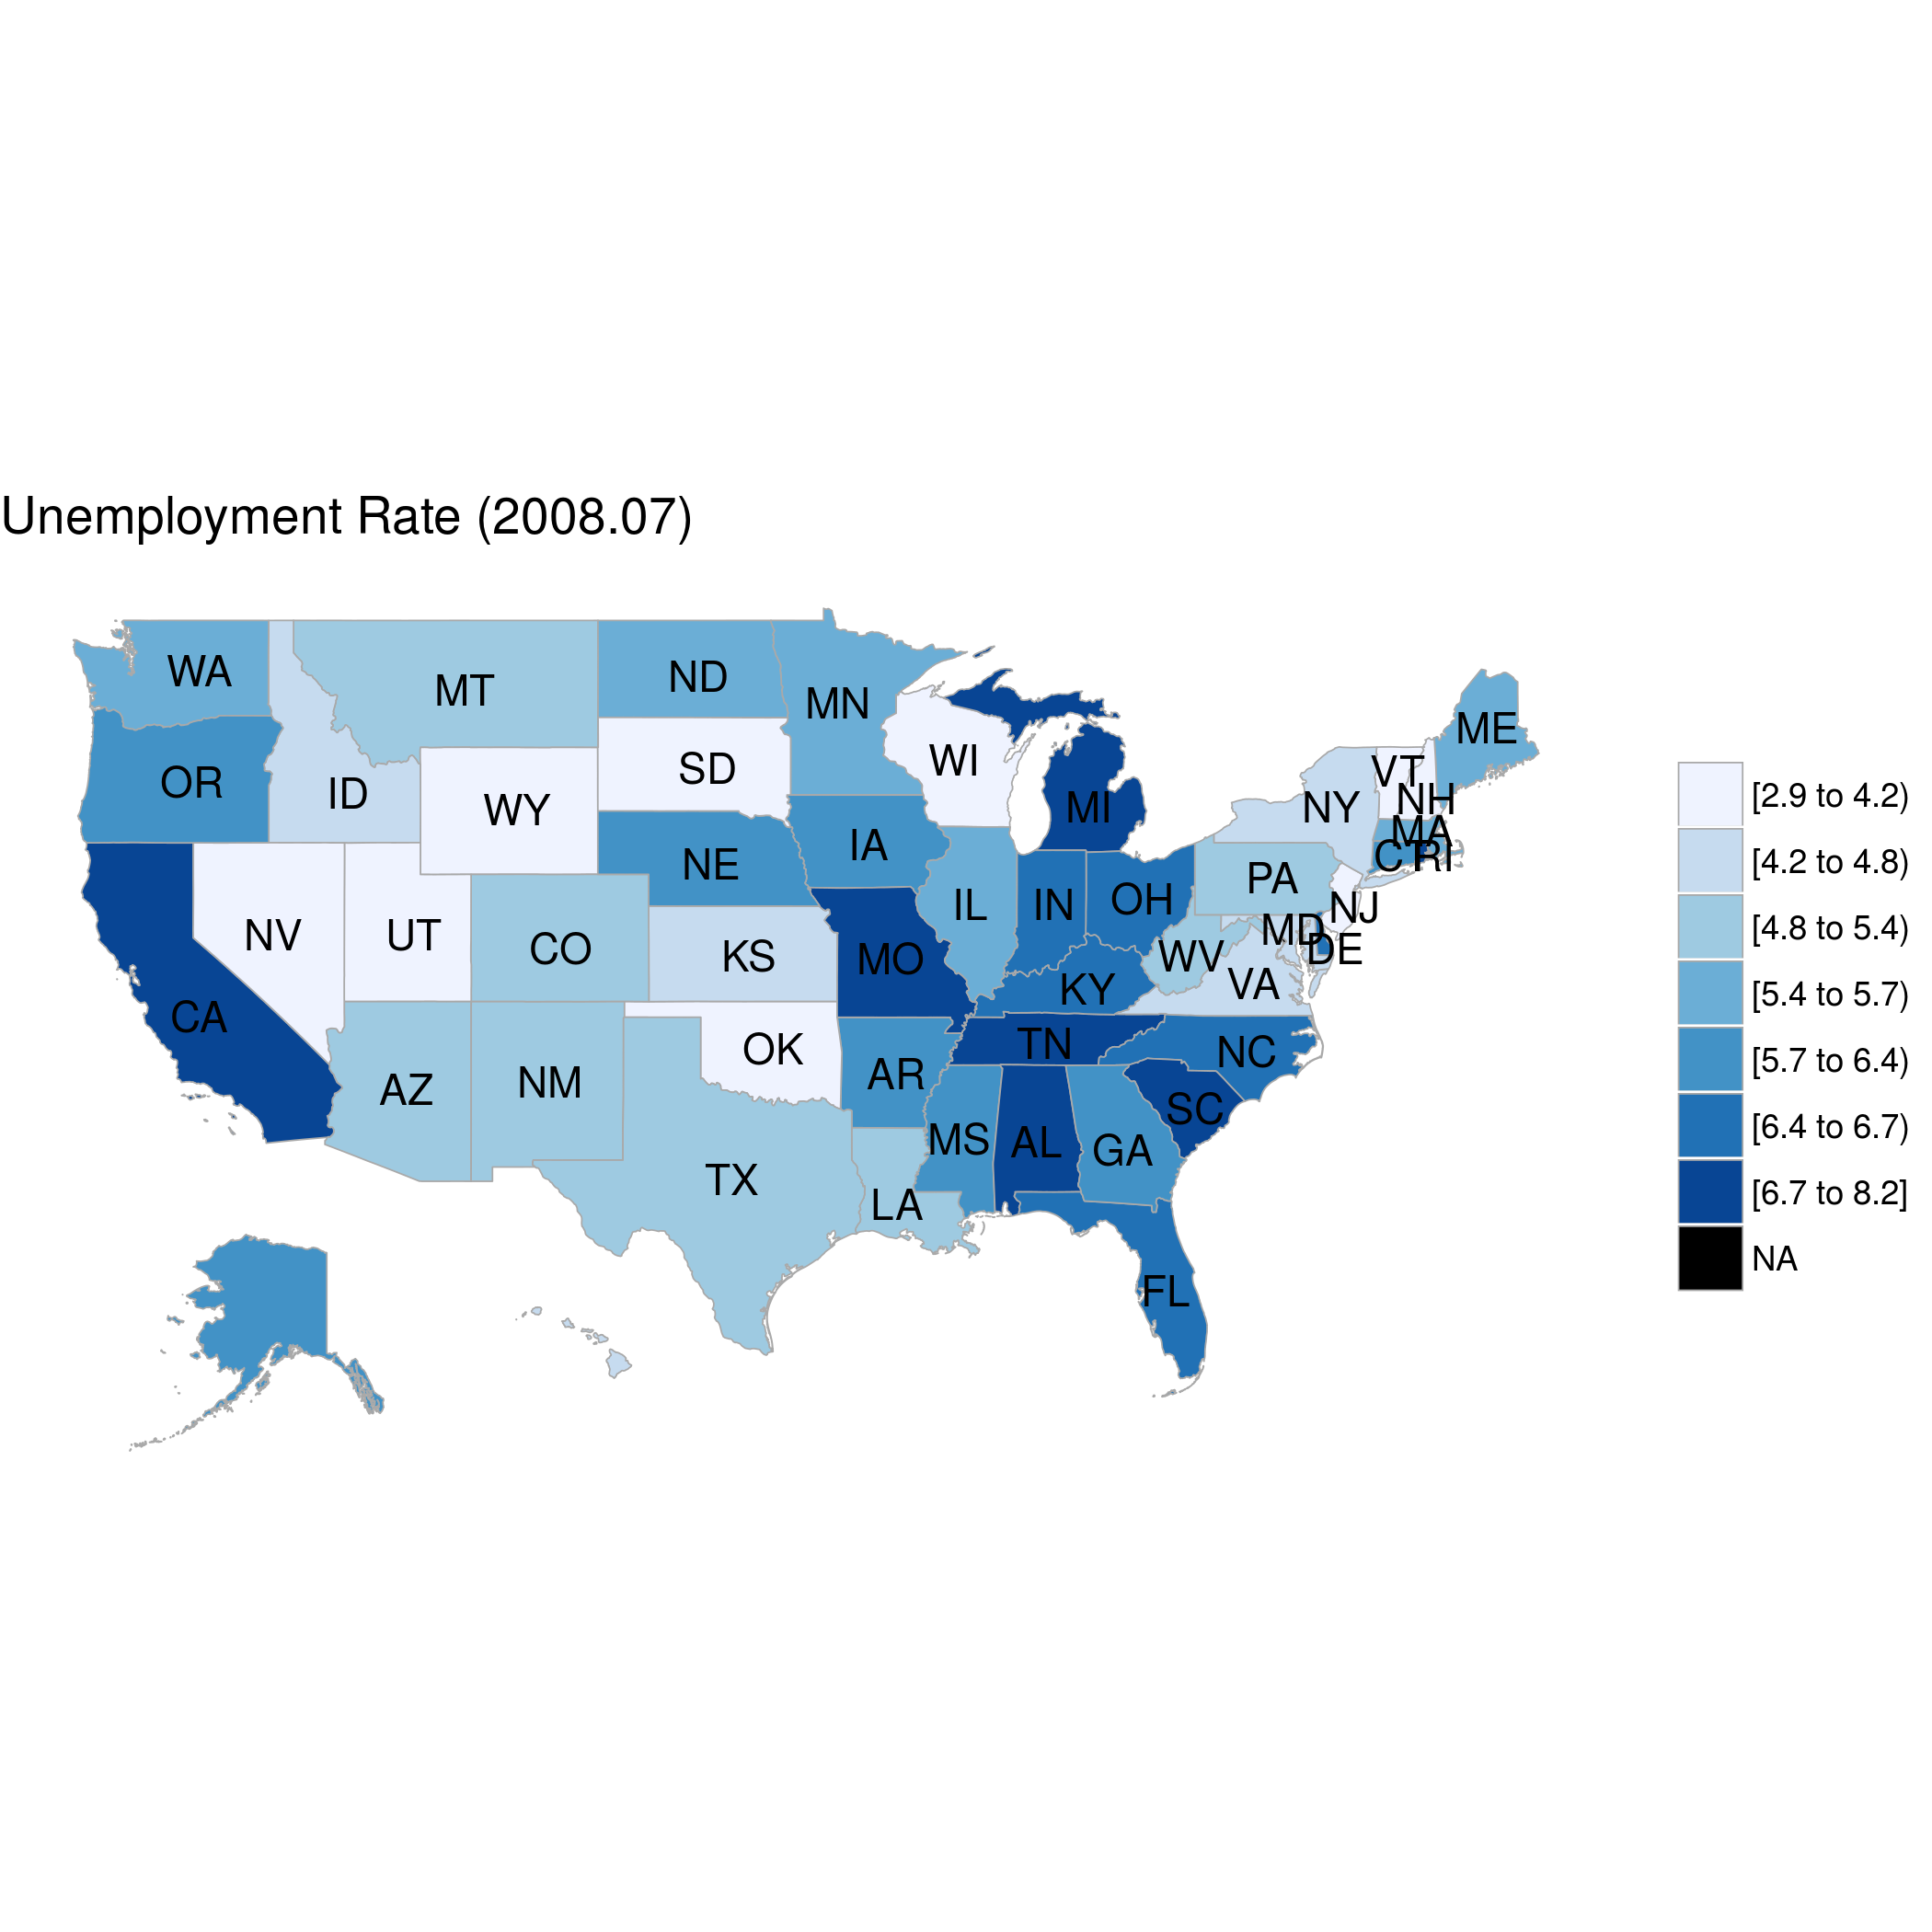 Unemployment Rate (2008.07)
WA
MT
ND
MN
ME
OR
ID
WY
SD
WI
MI
VT
NH
NY
MA
CT
RI
NE
IA
PA
NV
UT
CO
KS
MO
IL
IN
OH
NJ
MD
DE
WV
VA
KY
CA
AZ
NM
OK
AR
TN
NC
SC
MS
AL
GA
TX
LA
FL
[2.9 to 4.2)
[4.2 to 4.8)
[4.8 to 5.4)
[5.4 to 5.7)
[5.7 to 6.4)
[6.4 to 6.7)
[6.7 to 8.2]
NA